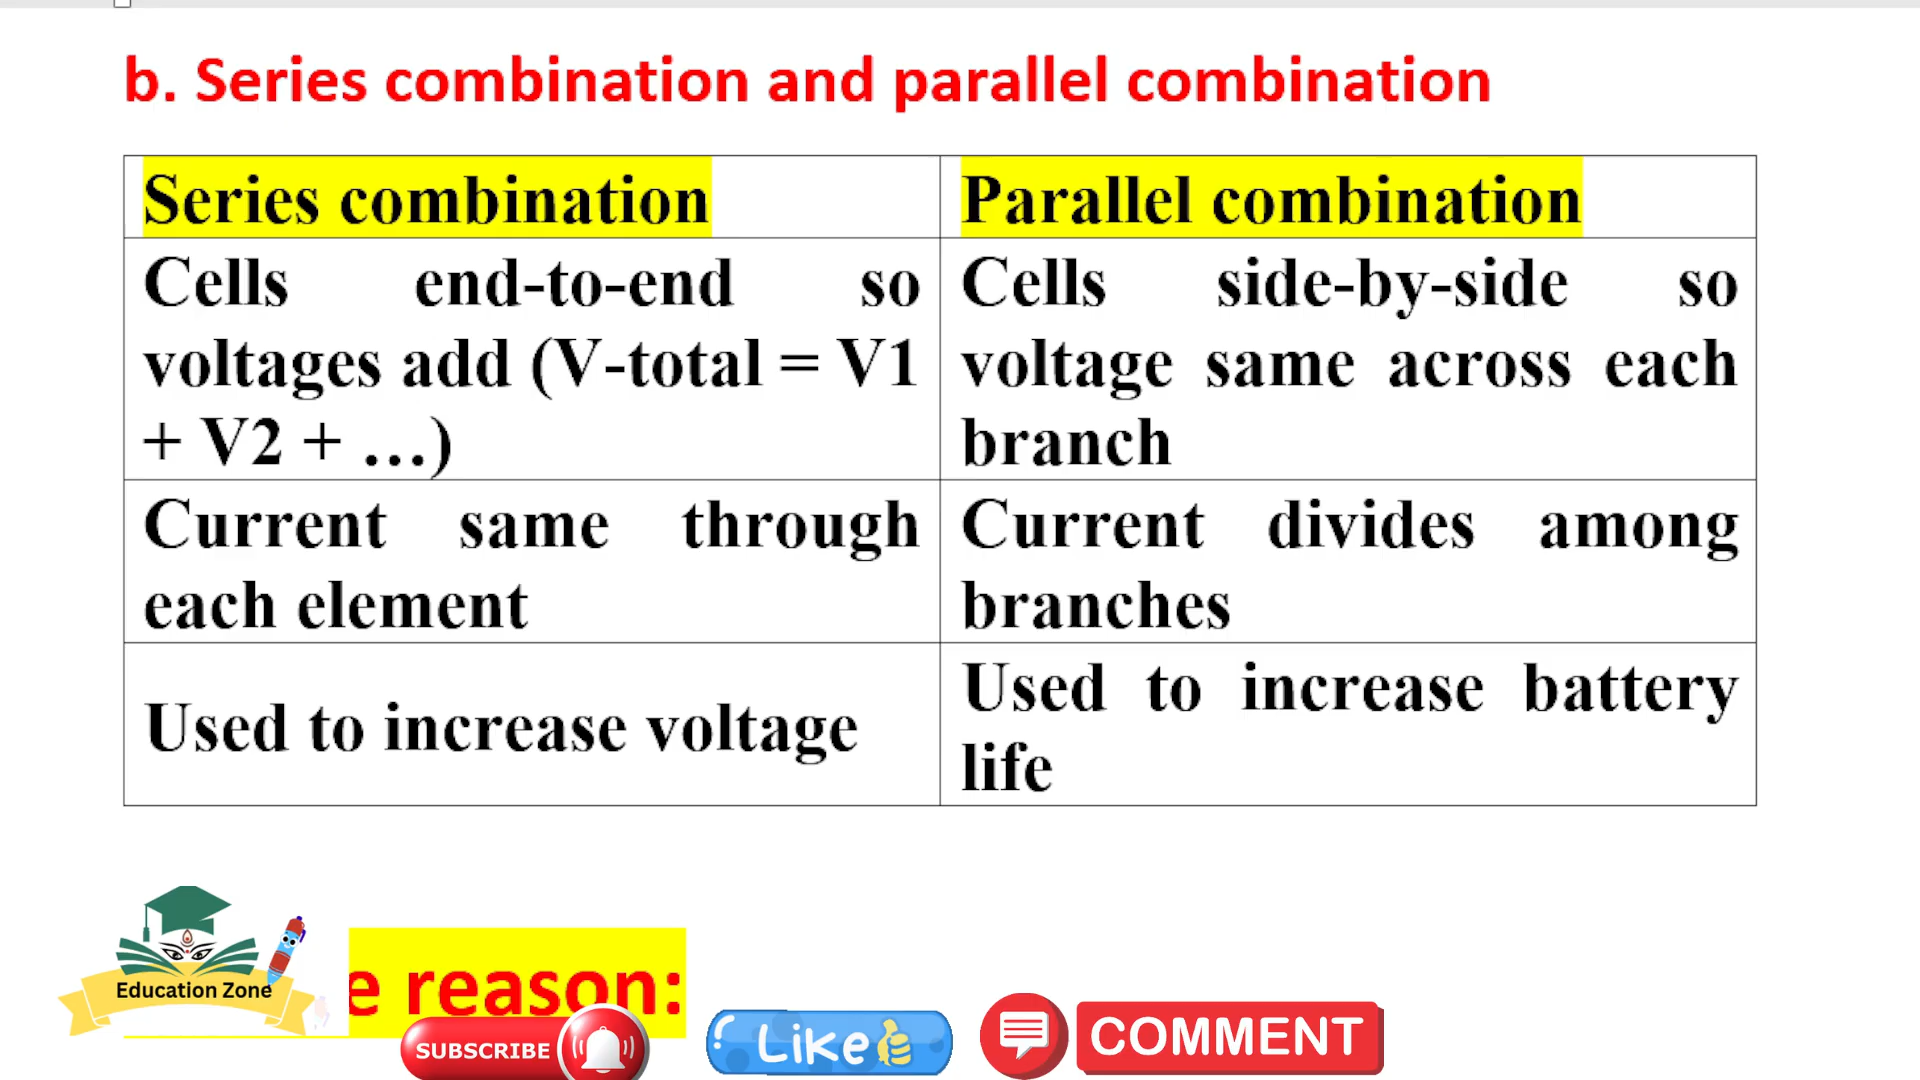 b. Series combination and parallel combination
Series combination
Parallel combination
Cells end-to-end so
voltages add (V-total = V1
+ V2 + ...)
Cells side-by-side so
voltage same across each
branch
Current same through
each element
Current divides among
branches
Used to increase voltage
Used to increase battery
life
Education Zone
e reason:
SUBSCRIBE
Like
COMMENT